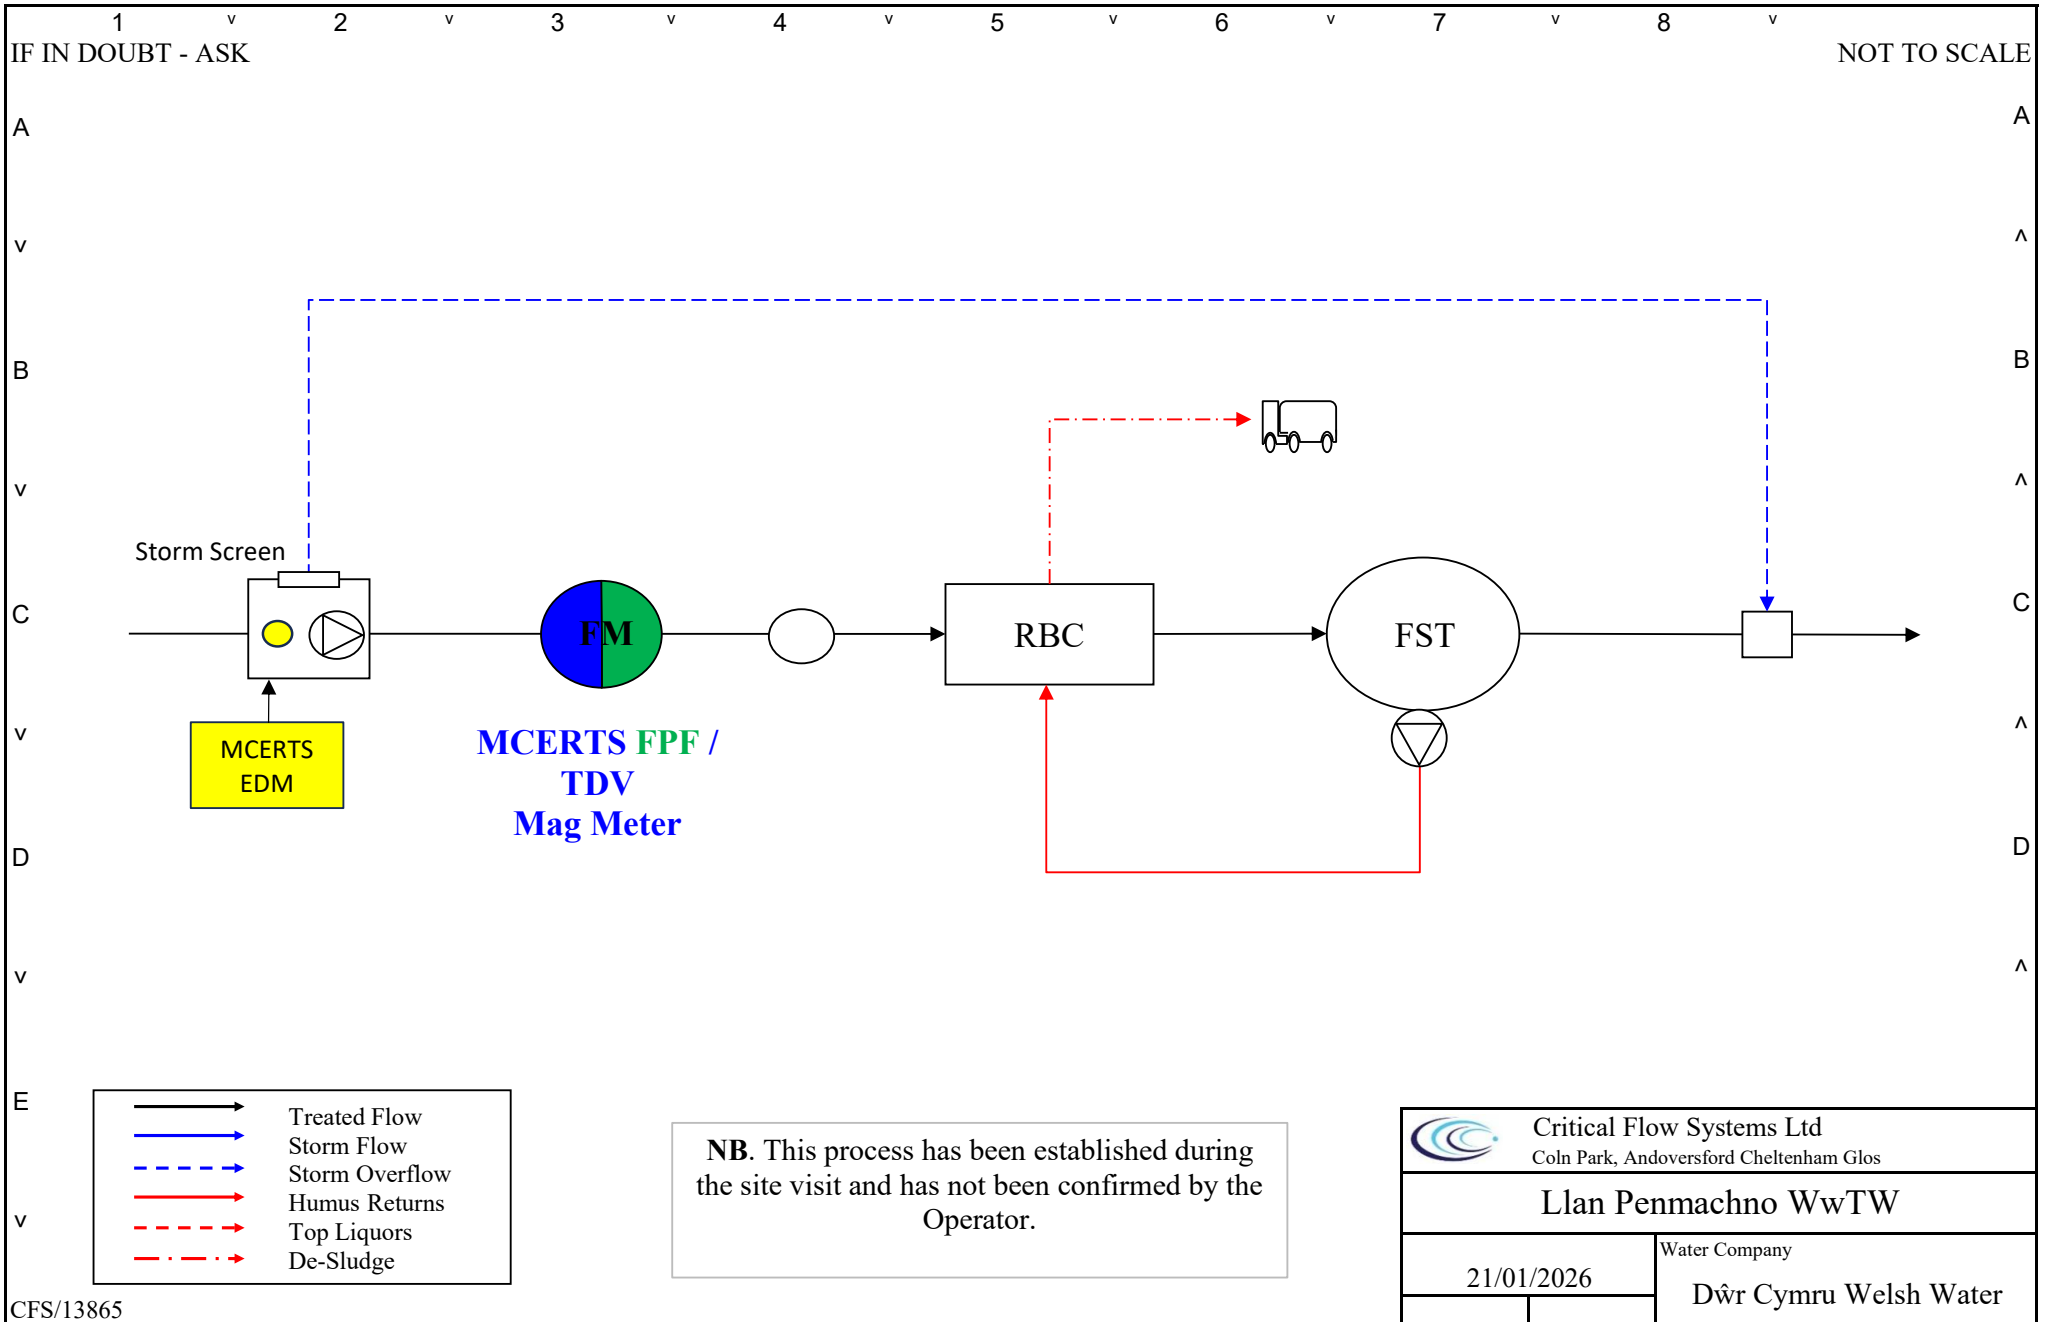 1 v 2 v 3 v 4 v 5 v 6 v 7 v 8 v
IF IN DOUBT - ASK
NOT TO SCALE
A
A
v
^
B
B
v
^
Storm Screen
C
C
FM
RBC
FST
v
^
MCERTS
EDM
MCERTS FPF /
TDV
Mag Meter
D
D
v
^
E
v
Treated Flow
Storm Flow
Storm Overflow
Humus Returns
Top Liquors
De-Sludge
NB. This process has been established during
the site visit and has not been confirmed by the
Operator.
Critical Flow Systems Ltd
Coln Park, Andoversford Cheltenham Glos
Llan Penmachno WwTW
21/01/2026
Water Company
Dŵr Cymru Welsh Water
CFS/13865